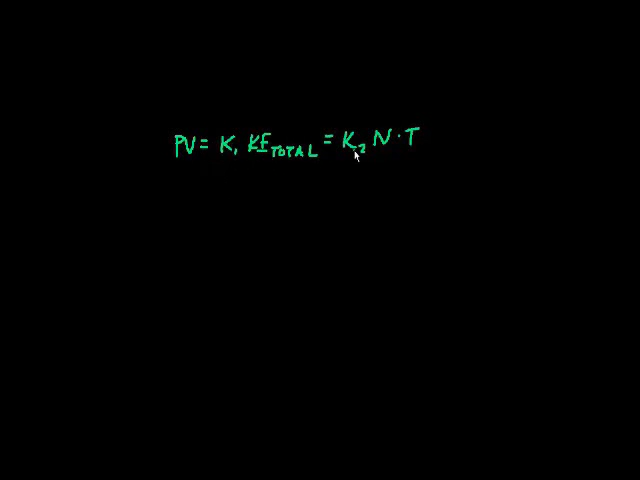 PV = K₁ KE_TOTAL = K₂ N · T